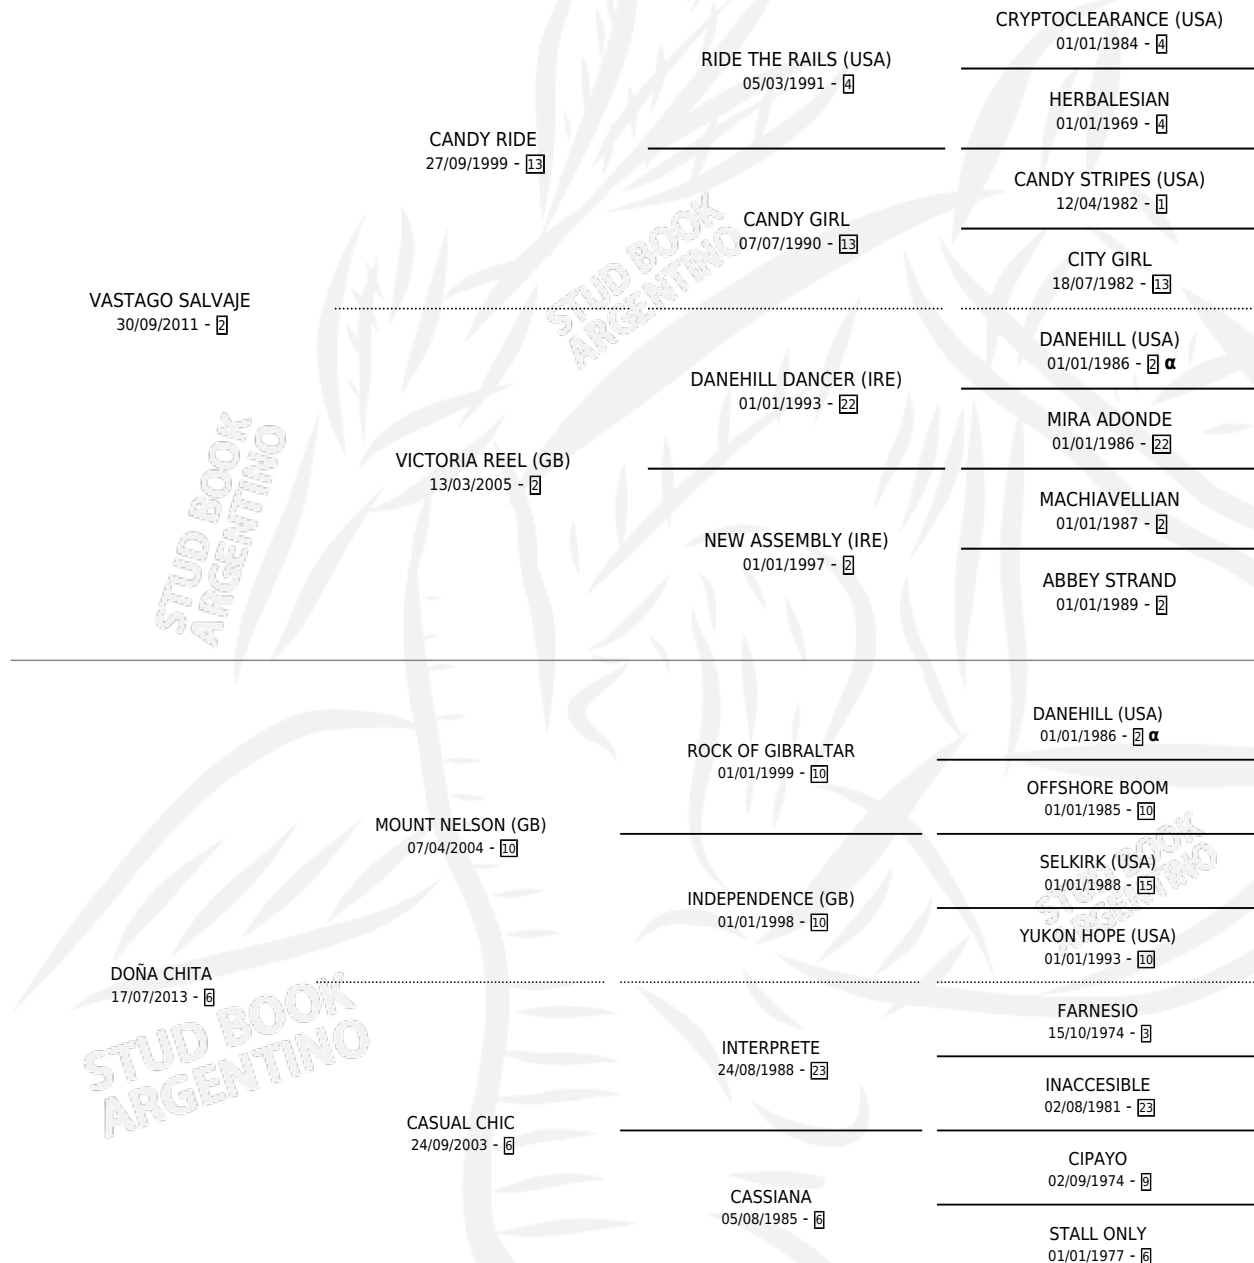 CRYPTOCLEARANCE (USA)
01/01/1984 - 4
RIDE THE RAILS (USA)
05/03/1991 - 4
HERBALESIAN
01/01/1969 - 4
CANDY RIDE
27/09/1999 - 13
CANDY STRIPES (USA)
12/04/1982 - 1
CANDY GIRL
07/07/1990 - 13
CITY GIRL
18/07/1982 - 13
VASTAGO SALVAJE
30/09/2011 - 2
STUD BOOK
ARGENTINO
DANEHILL (USA)
01/01/1986 - 2 α
DANEHILL DANCER (IRE)
01/01/1993 - 22
MIRA ADONDE
01/01/1986 - 22
VICTORIA REEL (GB)
13/03/2005 - 2
MACHIAVELLIAN
01/01/1987 - 2
NEW ASSEMBLY (IRE)
01/01/1997 - 2
ABBEY STRAND
01/01/1989 - 2
STUD BOOK
ARGENTINO
DANEHILL (USA)
01/01/1986 - 2 α
ROCK OF GIBRALTAR
01/01/1999 - 10
OFFSHORE BOOM
01/01/1985 - 10
MOUNT NELSON (GB)
07/04/2004 - 10
SELKIRK (USA)
01/01/1988 - 15
INDEPENDENCE (GB)
01/01/1998 - 10
YUKON HOPE (USA)
01/01/1993 - 10
STUD BOOK
ARGENTINO
DOÑA CHITA
17/07/2013 - 6
FARNESIO
15/10/1974 - 3
INTERPRETE
24/08/1988 - 23
INACCESIBLE
02/08/1981 - 23
STUD BOOK
ARGENTINO
CASUAL CHIC
24/09/2003 - 6
CIPAYO
02/09/1974 - 9
CASSIANA
05/08/1985 - 6
STALL ONLY
01/01/1977 - 6